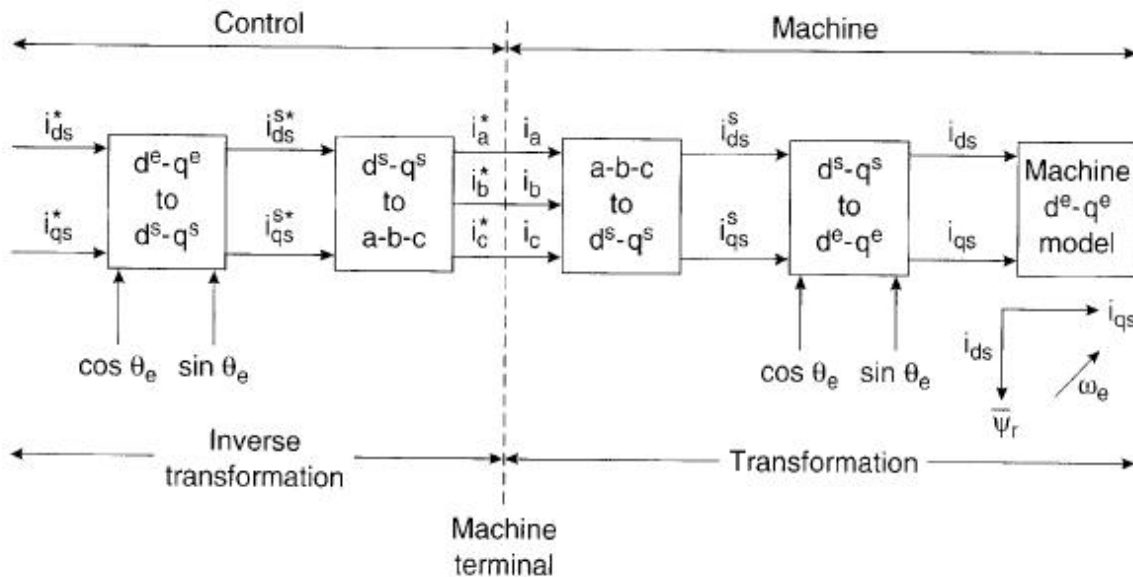 Control
Machine
i*ds
i*qs
dᵉ-qᵉ
to
dˢ-qˢ
cos θe
sin θe
iˢ*ds
iˢ*qs
dˢ-qˢ
to
a-b-c
i*a
i*b
i*c
ia
ib
ic
a-b-c
to
dˢ-qˢ
iˢds
iˢqs
dˢ-qˢ
to
dᵉ-qᵉ
cos θe
sin θe
ids
iqs
Machine
dᵉ-qᵉ
model
iqs
ids
ωe
ψ̅r
Inverse
transformation
Transformation
Machine
terminal